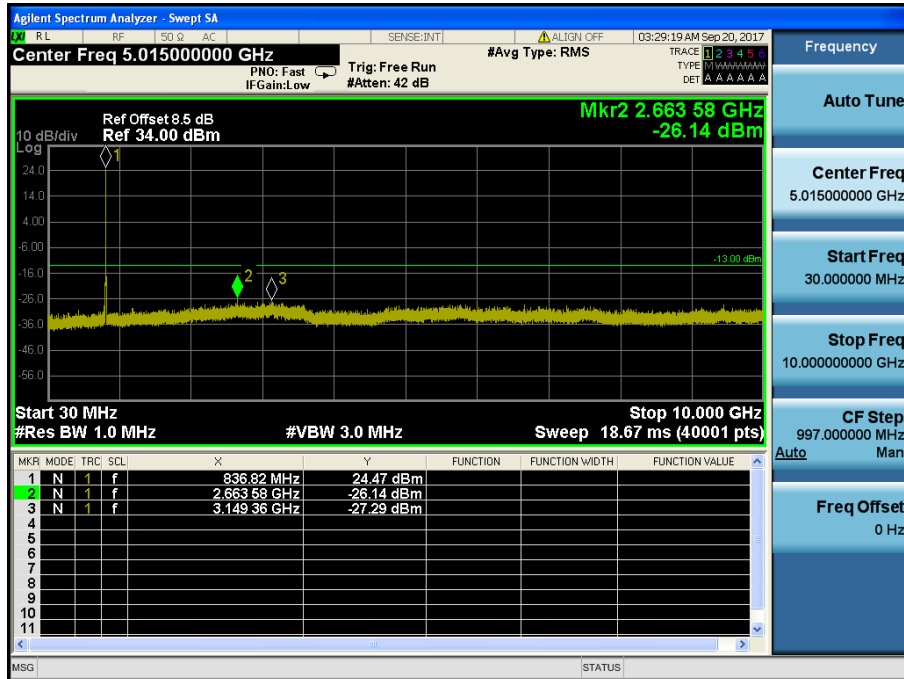 Agilent Spectrum Analyzer - Swept SA
LXI RL RF 50 Ω AC SENSE:INT ALIGN OFF 03:29:19 AM Sep 20, 2017
Center Freq 5.015000000 GHz
PNO: Fast
IFGain:Low
Trig: Free Run
#Atten: 42 dB
#Avg Type: RMS
TRACE 1 2 3 4 5 6
TYPE M W W W W W
DET A A A A A A
Mkr2 2.663 58 GHz
-26.14 dBm
Ref Offset 8.5 dB
10 dB/div Ref 34.00 dBm
Log
1
24.0
14.0
4.00
-6.00
-13.00 dBm
-16.0
2
3
-26.0
-36.0
-46.0
-56.0
Start 30 MHz Stop 10.000 GHz
#Res BW 1.0 MHz #VBW 3.0 MHz Sweep 18.67 ms (40001 pts)
MKR MODE TRC SCL X Y FUNCTION FUNCTION WIDTH FUNCTION VALUE
1 N 1 f 836.82 MHz 24.47 dBm
2 N 1 f 2.663 58 GHz -26.14 dBm
3 N 1 f 3.149 36 GHz -27.29 dBm
4
5
6
7
8
9
10
11
MSG STATUS
Frequency
Auto Tune
Center Freq
5.015000000 GHz
Start Freq
30.000000 MHz
Stop Freq
10.000000000 GHz
CF Step
997.000000 MHz
Auto Man
Freq Offset
0 Hz